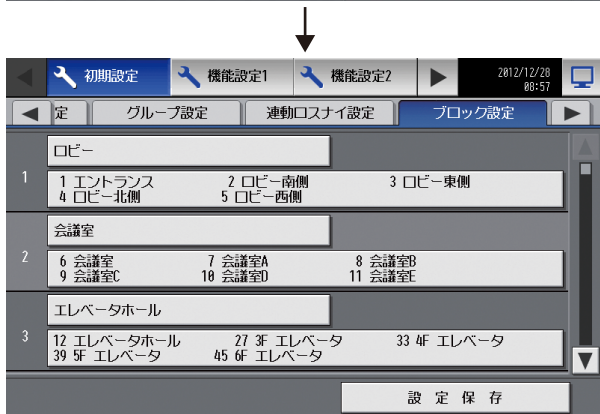 初期設定 機能設定1 機能設定2 2012/12/28
08:57
定 グループ設定 連動ロスナイ設定 ブロック設定
ロビー
1
1 エントランス 2 ロビー南側 3 ロビー東側
4 ロビー北側 5 ロビー西側
会議室
2
6 会議室 7 会議室A 8 会議室B
9 会議室C 10 会議室D 11 会議室E
エレベータホール
3
12 エレベータホール 27 3F エレベータ 33 4F エレベータ
39 5F エレベータ 45 6F エレベータ
設定保存